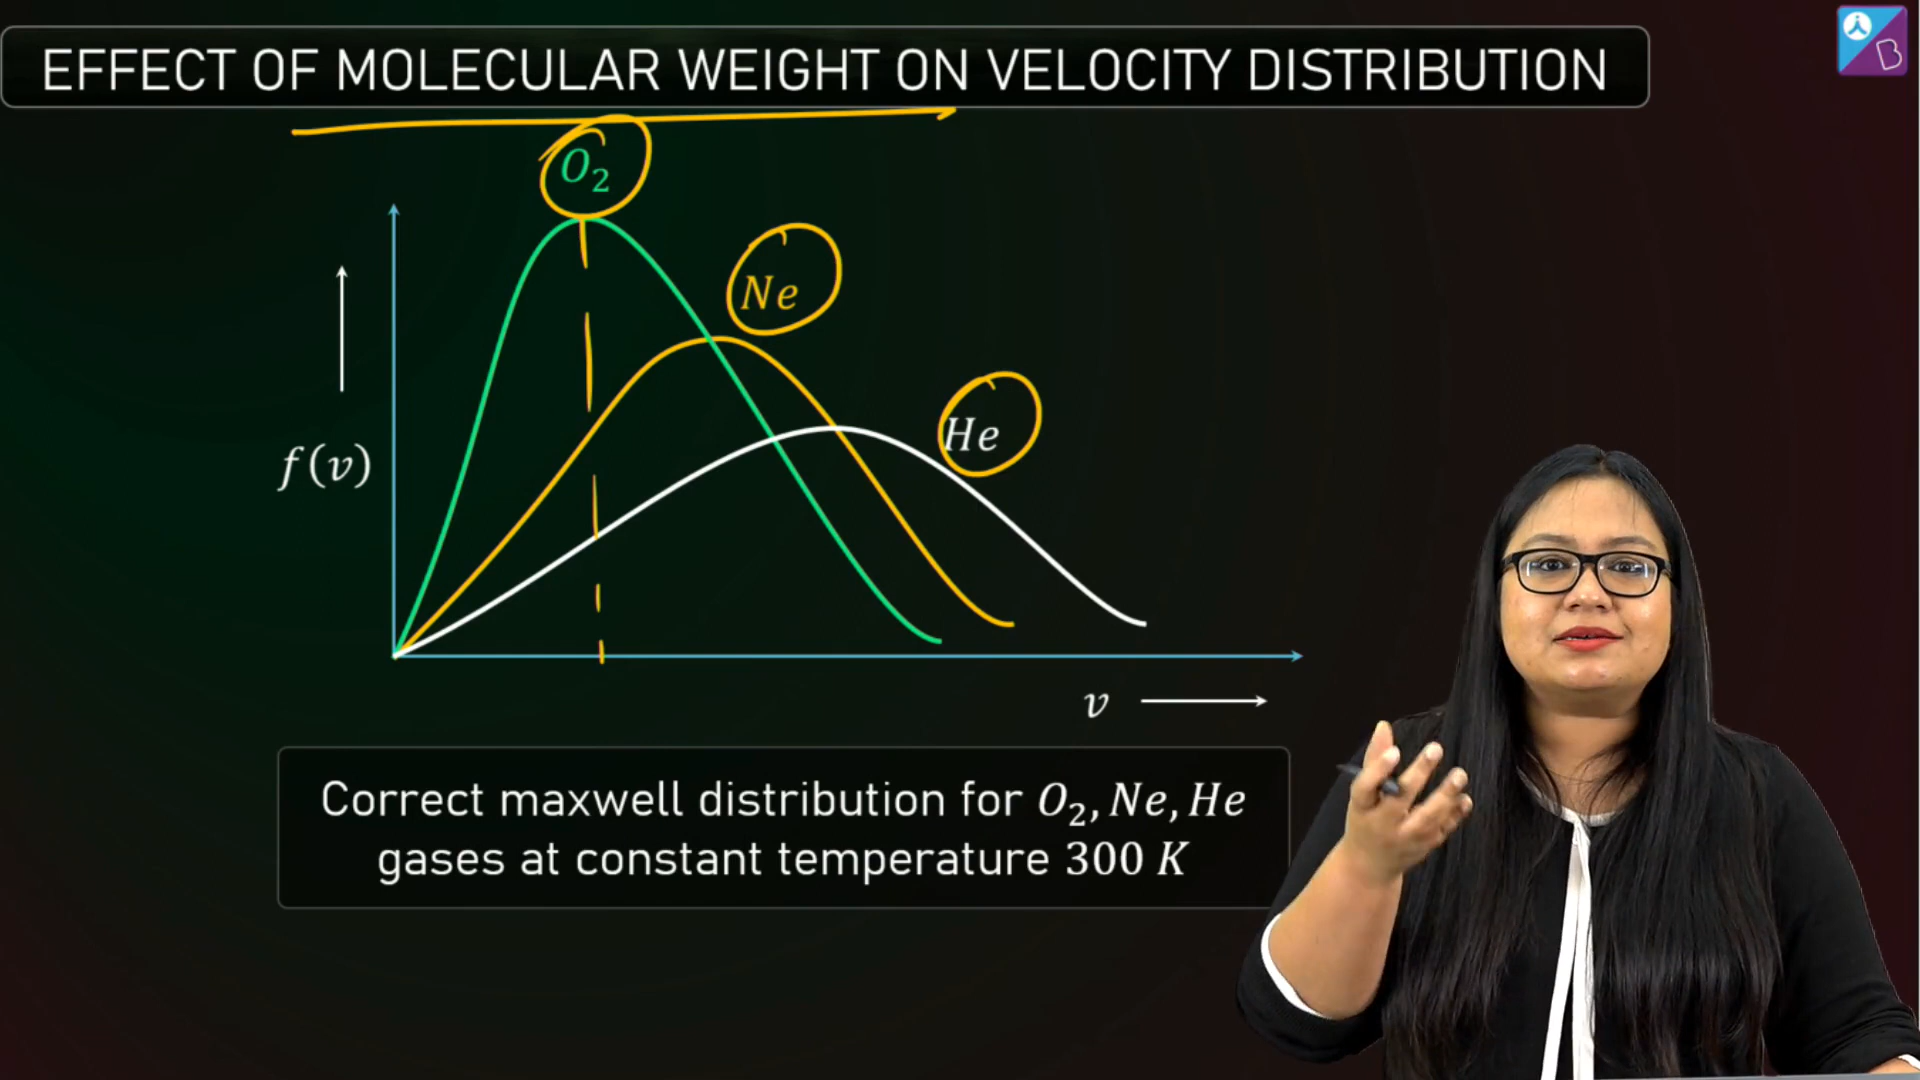 EFFECT OF MOLECULAR WEIGHT ON VELOCITY DISTRIBUTION
B
O₂
Ne
He
f(v)
v
Correct maxwell distribution for O₂, Ne, He
gases at constant temperature 300 K